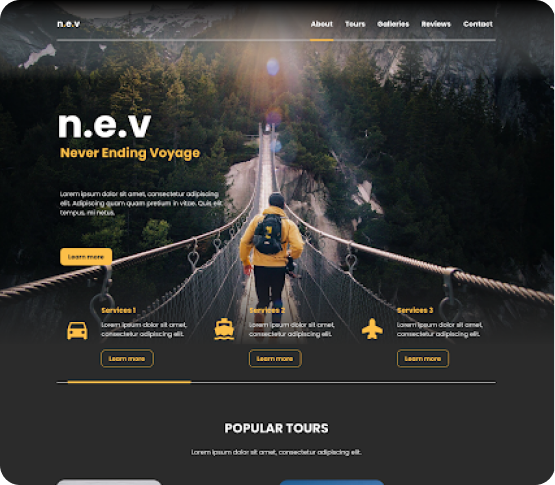 n.e.v
About Tours Galleries Reviews Contact
n.e.v
Never Ending Voyage
Lorem ipsum dolor sit amet, consectetur adipiscing
elit. Adipiscing quam quam pretium in vitae. Quis elit
tempus, mi netus.
Learn more
Services 1
Lorem ipsum dolor sit amet,
consectetur adipiscing elit.
Learn more
Services 2
Lorem ipsum dolor sit amet,
consectetur adipiscing elit.
Learn more
Services 3
Lorem ipsum dolor sit amet,
consectetur adipiscing elit.
Learn more
POPULAR TOURS
Lorem ipsum dolor sit amet, consectetur adipiscing elit.